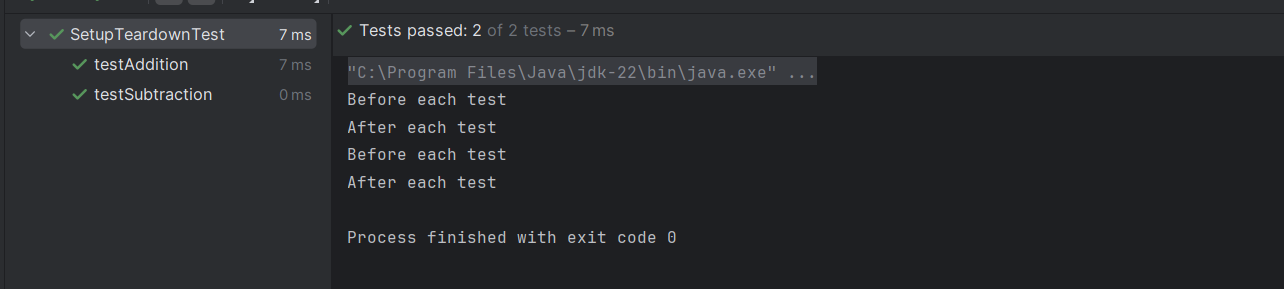 SetupTeardownTest 7 ms
testAddition 7 ms
testSubtraction 0 ms
Tests passed: 2 of 2 tests – 7 ms
"C:\Program Files\Java\jdk-22\bin\java.exe" ...
Before each test
After each test
Before each test
After each test
Process finished with exit code 0